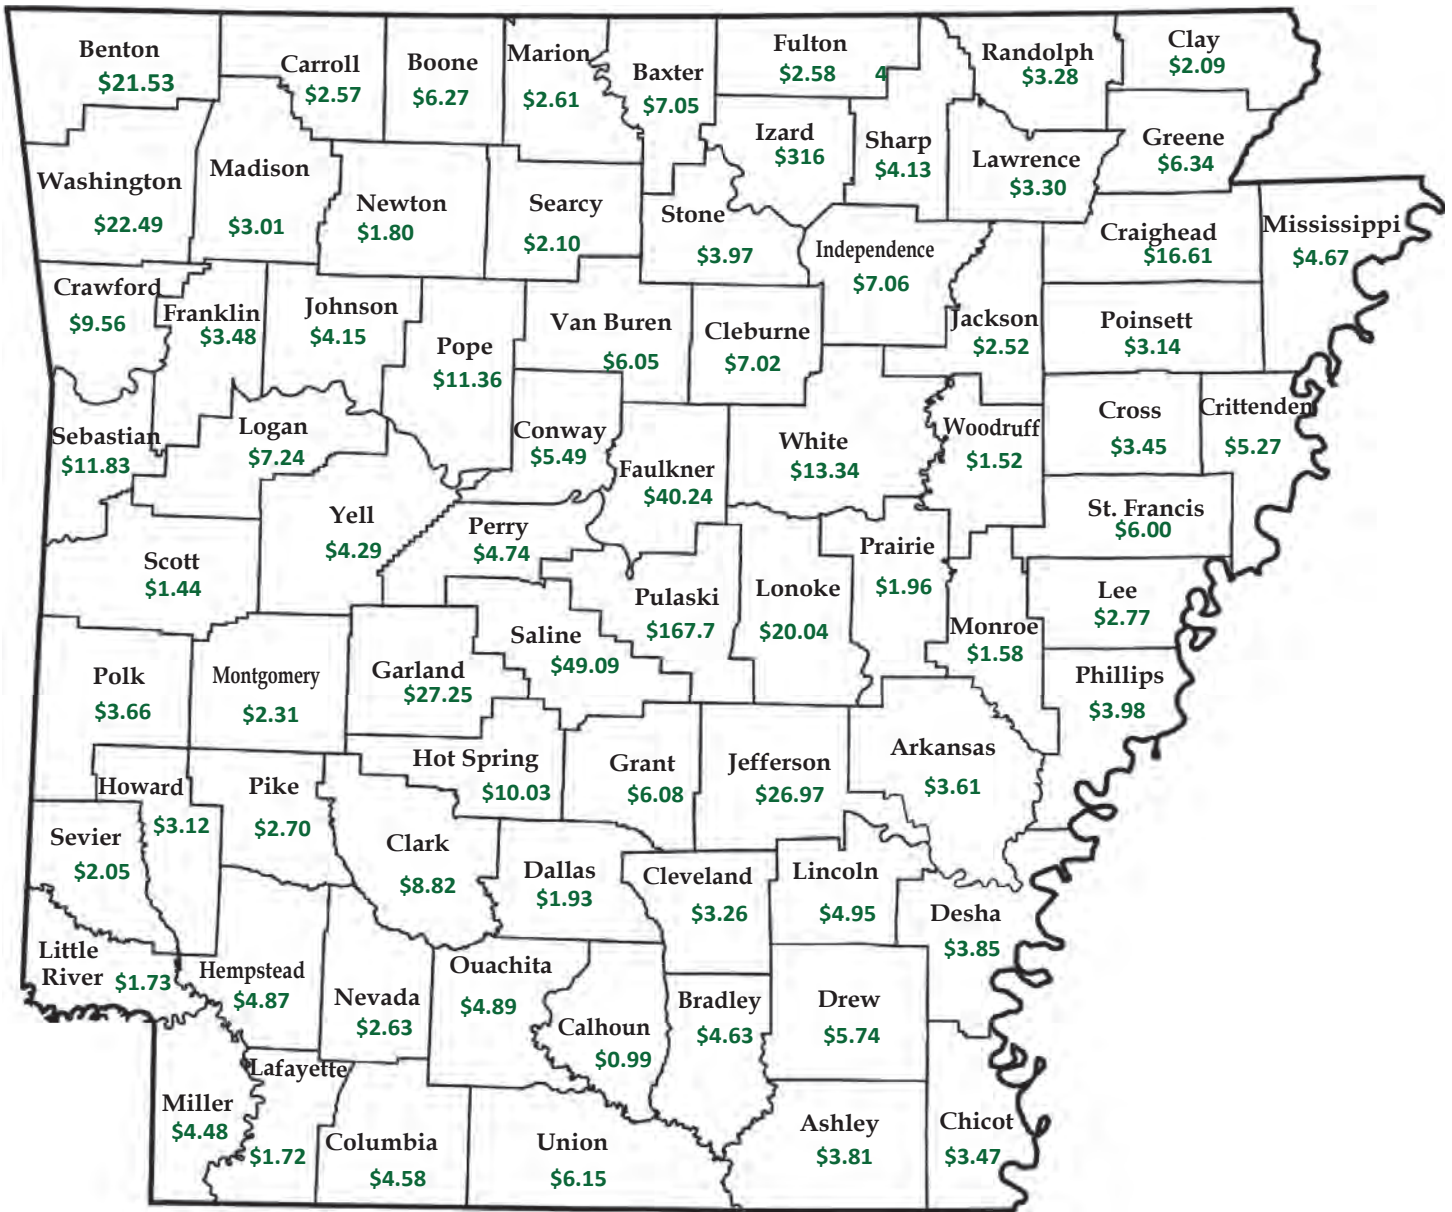 Benton
$21.53
Carroll
$2.57
Boone
$6.27
Marion
$2.61
Baxter
$7.05
Fulton
$2.58 4
Randolph
$3.28
Clay
$2.09
Washington
$22.49
Madison
$3.01
Newton
$1.80
Searcy
$2.10
Stone
$3.97
Izard
$316
Sharp
$4.13
Lawrence
$3.30
Greene
$6.34
Independence
$7.06
Craighead
$16.61
Mississippi
$4.67
Crawford
$9.56
Franklin
$3.48
Johnson
$4.15
Pope
$11.36
Van Buren
$6.05
Cleburne
$7.02
Jackson
$2.52
Poinsett
$3.14
Sebastian
$11.83
Logan
$7.24
Conway
$5.49
Faulkner
$40.24
White
$13.34
Woodruff
$1.52
Cross
$3.45
Crittenden
$5.27
Yell
$4.29
Perry
$4.74
St. Francis
$6.00
Scott
$1.44
Pulaski
$167.7
Lonoke
$20.04
Prairie
$1.96
Lee
$2.77
Monroe
$1.58
Saline
$49.09
Garland
$27.25
Polk
$3.66
Montgomery
$2.31
Phillips
$3.98
Hot Spring
$10.03
Grant
$6.08
Jefferson
$26.97
Arkansas
$3.61
Howard
$3.12
Pike
$2.70
Sevier
$2.05
Clark
$8.82
Dallas
$1.93
Cleveland
$3.26
Lincoln
$4.95
Desha
$3.85
Little
River $1.73
Hempstead
$4.87
Nevada
$2.63
Ouachita
$4.89
Calhoun
$0.99
Bradley
$4.63
Drew
$5.74
Lafayette
$1.72
Miller
$4.48
Columbia
$4.58
Union
$6.15
Ashley
$3.81
Chicot
$3.47